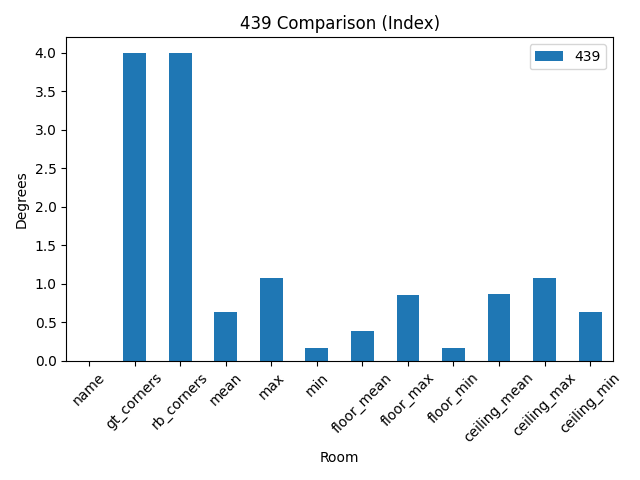 439 Comparison (Index)
439
Degrees
4.0
3.5
3.0
2.5
2.0
1.5
1.0
0.5
0.0
name
gt_corners
rb_corners
mean
max
min
floor_mean
floor_max
floor_min
ceiling_mean
ceiling_max
ceiling_min
Room